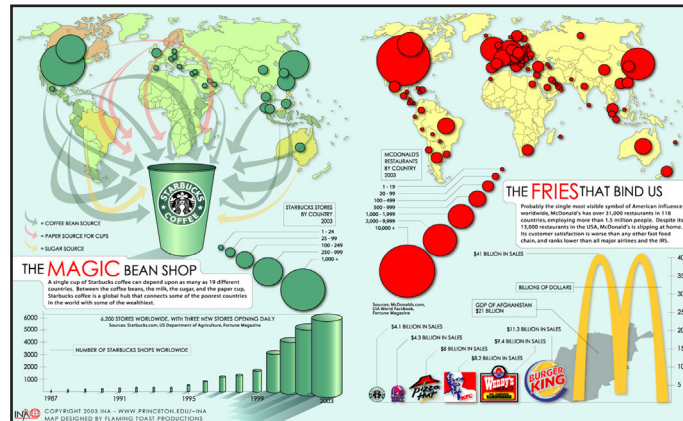 STARBUCKS
COFFEE
= COFFEE BEAN SOURCE
= PAPER SOURCE FOR CUPS
= SUGAR SOURCE
STARBUCKS STORES
BY COUNTRY
2003
1 - 24
25 - 99
100 - 249
250 - 999
1,000 +
THE MAGIC BEAN SHOP
A single cup of Starbucks coffee can depend upon as many as 19 different
countries. Between the coffee beans, the milk, the sugar, and the paper cup,
Starbucks coffee is a global hub that connects some of the poorest countries
in the world with some of the wealthiest.
6,200 STORES WORLDWIDE, WITH THREE NEW STORES OPENING DAILY
Sources: Starbucks.com, US Department of Agriculture, Fortune Magazine
NUMBER OF STARBUCKS SHOPS WORLDWIDE
6000
5000
4000
3000
2000
1000
1987
1991
1995
1999
2003
INA
COPYRIGHT 2003 INA - WWW.PRINCETON.EDU/~INA
MAP DESIGNED BY FLAMING TOAST PRODUCTIONS
MCDONALD'S
RESTAURANTS
BY COUNTRY
2003
1 - 19
20 - 99
100 - 499
500 - 999
1,000 - 2,999
3,000 - 9,999
10,000 +
Sources: McDonalds.com,
CIA World FactBook,
Fortune Magazine
THE FRIES THAT BIND US
Probably the single most visible symbol of American Influence
worldwide, McDonald's has over 31,000 restaurants in 118
countries, employing more than 1.5 million people. Despite its
13,000 restaurants in the USA, McDonald's is slipping at home.
Its customer satisfaction is worse than any other fast food
chain, and ranks lower than all major airlines and the IRS.
$41 BILLION IN SALES
BILLIONS OF DOLLARS
GDP OF AFGHANISTAN
$21 BILLION
$4.1 BILLION IN SALES
$4.3 BILLION IN SALES
$8 BILLION IN SALES
$8.2 BILLION IN SALES
$9.4 BILLION IN SALES
$11.3 BILLION IN SALES
Pizza
Hut
KFC
Wendy's
BURGER
KING
40
35
30
25
20
15
10
5